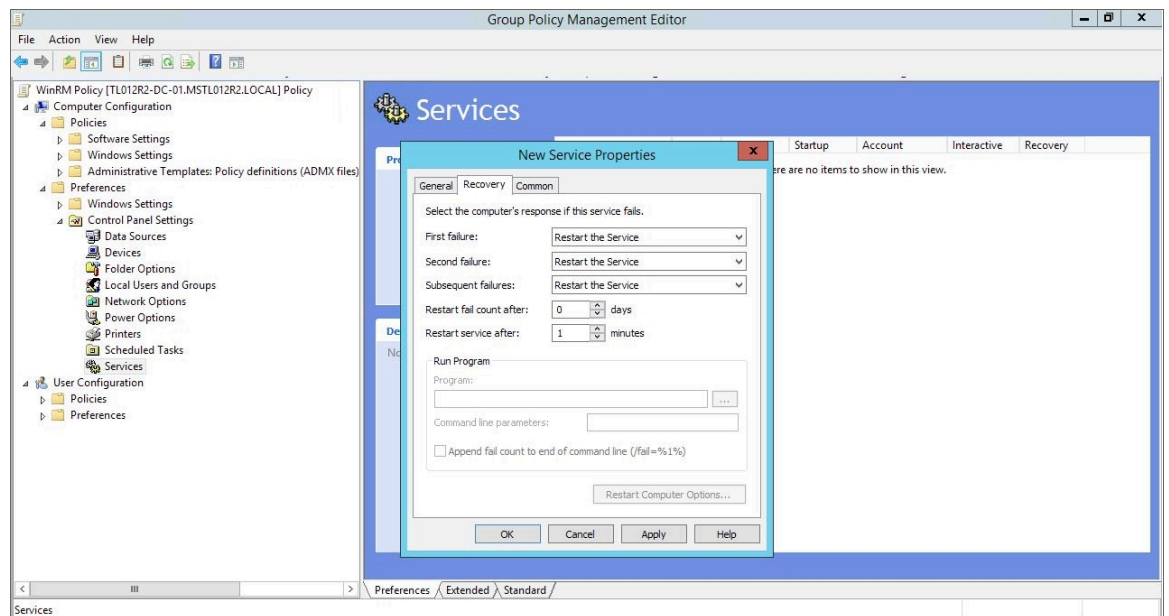 Group Policy Management Editor
File Action View Help
WinRM Policy [TL012R2-DC-01.MSTL012R2.LOCAL] Policy
Computer Configuration
Policies
Software Settings
Windows Settings
Administrative Templates: Policy definitions (ADMX files)
Preferences
Windows Settings
Control Panel Settings
Data Sources
Devices
Folder Options
Local Users and Groups
Network Options
Power Options
Printers
Scheduled Tasks
Services
User Configuration
Policies
Preferences
Services
Startup Account Interactive Recovery
ere are no items to show in this view.
Pr
De
No
New Service Properties
x
General Recovery Common
Select the computer's response if this service fails.
First failure: Restart the Service
Second failure: Restart the Service
Subsequent failures: Restart the Service
Restart fail count after: 0 days
Restart service after: 1 minutes
Run Program
Program:
...
Command line parameters:
Append fail count to end of command line (/fail=%1%)
Restart Computer Options...
OK Cancel Apply Help
Preferences Extended Standard
Services